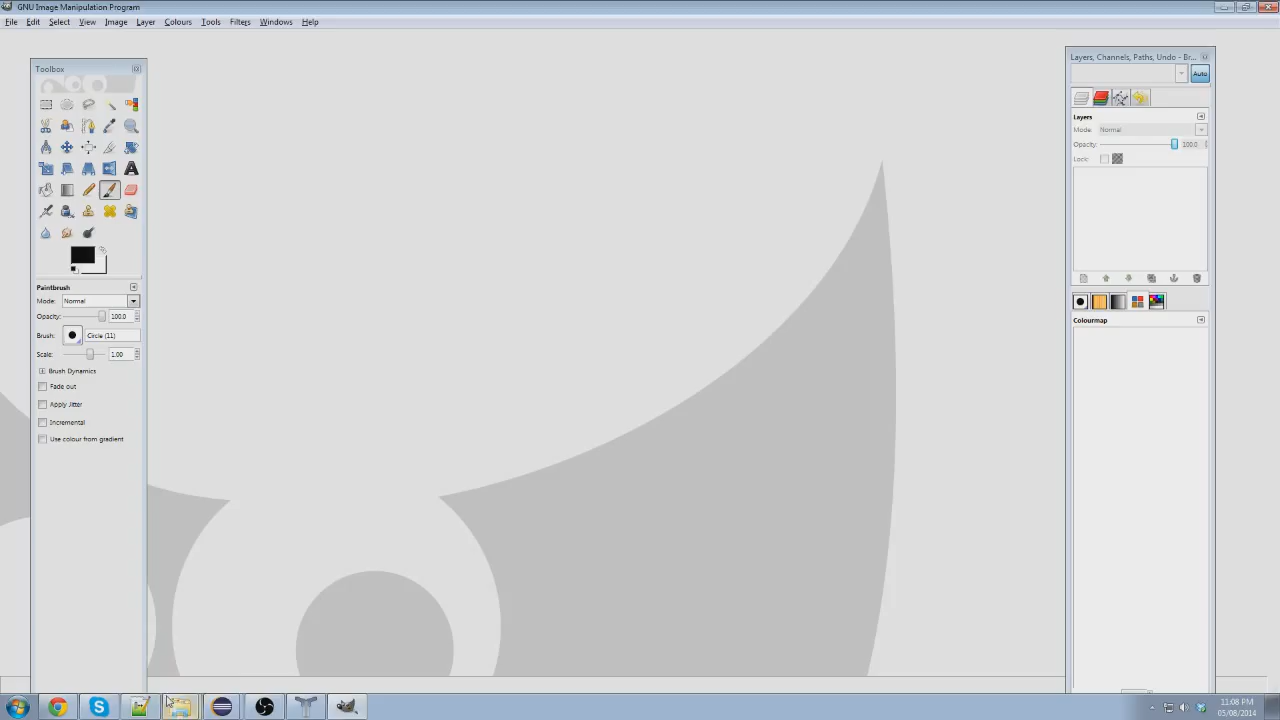 GNU Image Manipulation Program
File Edit Select View Image Layer Colours Tools Filters Windows Help
Toolbox
Paintbrush
Mode: Normal
Opacity: 100.0
Brush: Circle (11)
Scale: 1.00
Brush Dynamics
Fade out
Apply Jitter
Incremental
Use colour from gradient
Layers, Channels, Paths, Undo - Br...
Auto
Layers
Mode: Normal
Opacity: 100.0
Lock:
Colourmap
11:08 PM
05/08/2014